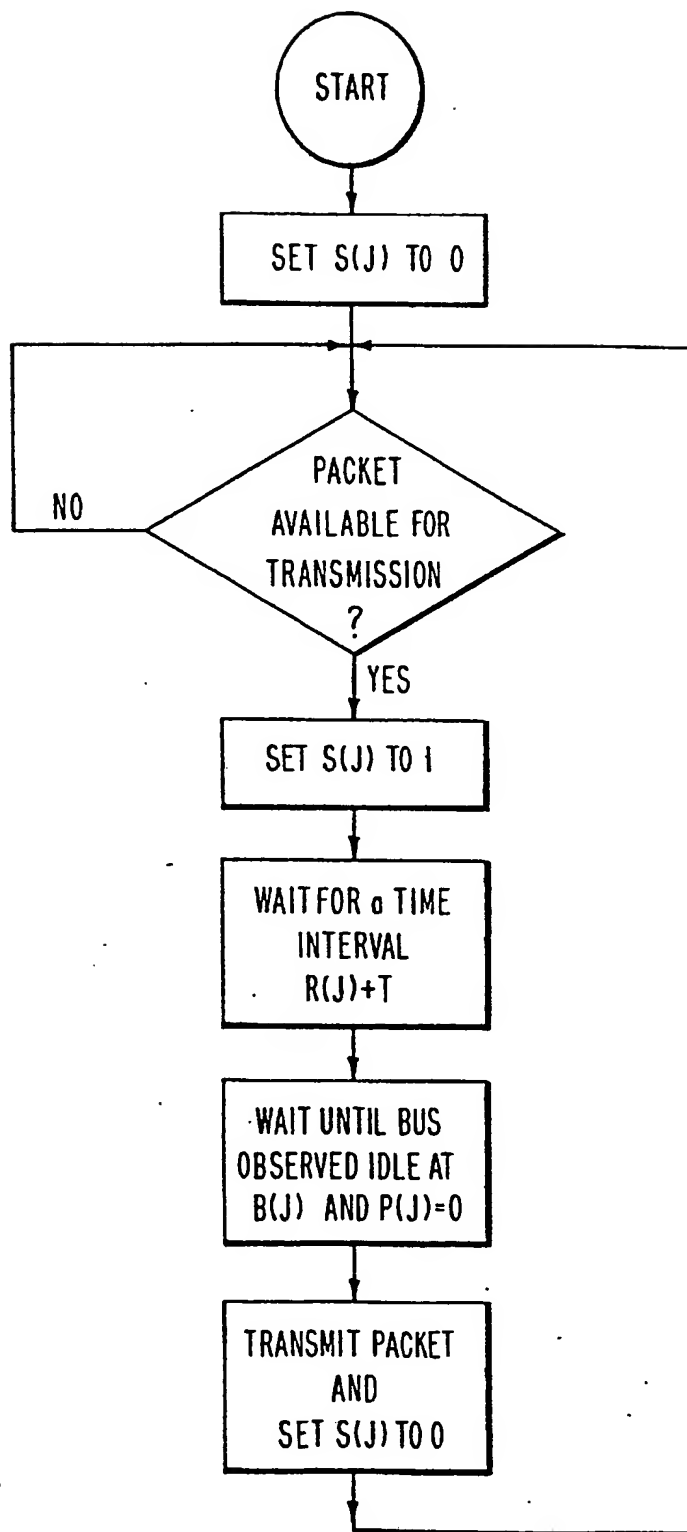 START
SET S(J) TO 0
PACKET
AVAILABLE FOR
TRANSMISSION
?
NO
YES
SET S(J) TO 1
WAIT FOR a TIME
INTERVAL
R(J)+T
WAIT UNTIL BUS
OBSERVED IDLE AT
B(J) AND P(J)=0
TRANSMIT PACKET
AND
SET S(J) TO 0